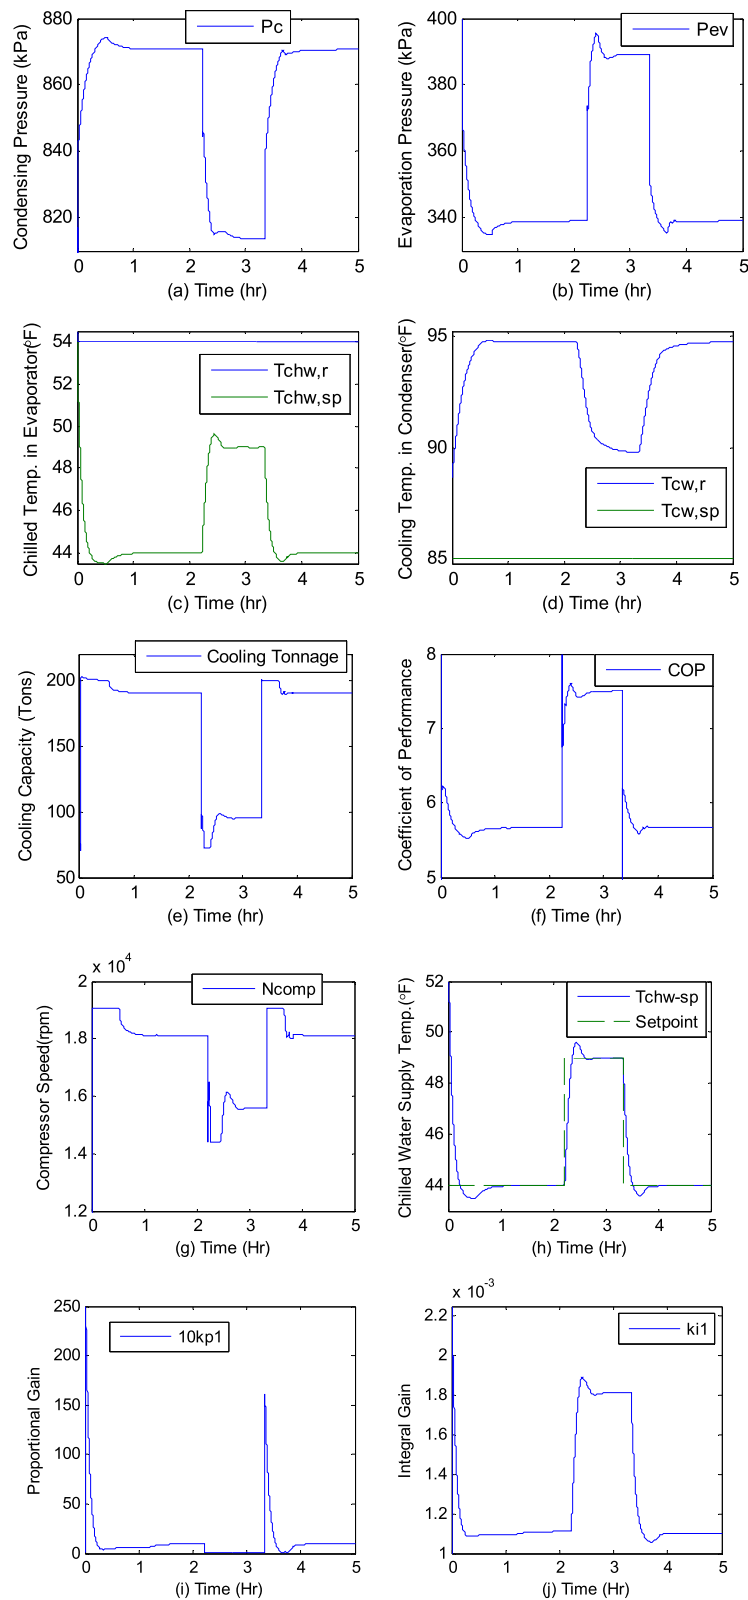 Pc
880
860
840
820
Condensing Pressure (kPa)
0 1 2 3 4 5
(a) Time (hr)
Pev
400
380
360
340
Evaporation Pressure (kPa)
0 1 2 3 4 5
(b) Time (hr)
54
50
48
46
44
Chilled Temp. in Evaporator(°F)
Tchw,r
Tchw,sp
0 1 2 3 4 5
(c) Time (hr)
95
90
85
Cooling Temp. in Condenser(°F)
Tcw,r
Tcw,sp
0 1 2 3 4 5
(d) Time (hr)
Cooling Tonnage
200
150
100
50
Cooling Capacity (Tons)
0 1 2 3 4 5
(e) Time (hr)
COP
8
7
6
5
Coefficient of Performance
0 1 2 3 4 5
(f) Time (hr)
x 10⁴
Ncomp
2
1.8
1.6
1.4
1.2
Compressor Speed(rpm)
0 1 2 3 4 5
(g) Time (Hr)
Tchw-sp
Setpoint
52
50
48
46
44
Chilled Water Supply Temp.(°F)
0 1 2 3 4 5
(h) Time (Hr)
10kp1
250
200
150
100
50
0
Proportional Gain
0 1 2 3 4 5
(i) Time (Hr)
x 10⁻³
ki1
2.2
1.8
1.6
1.4
1.2
1
Integral Gain
0 1 2 3 4 5
(j) Time (Hr)